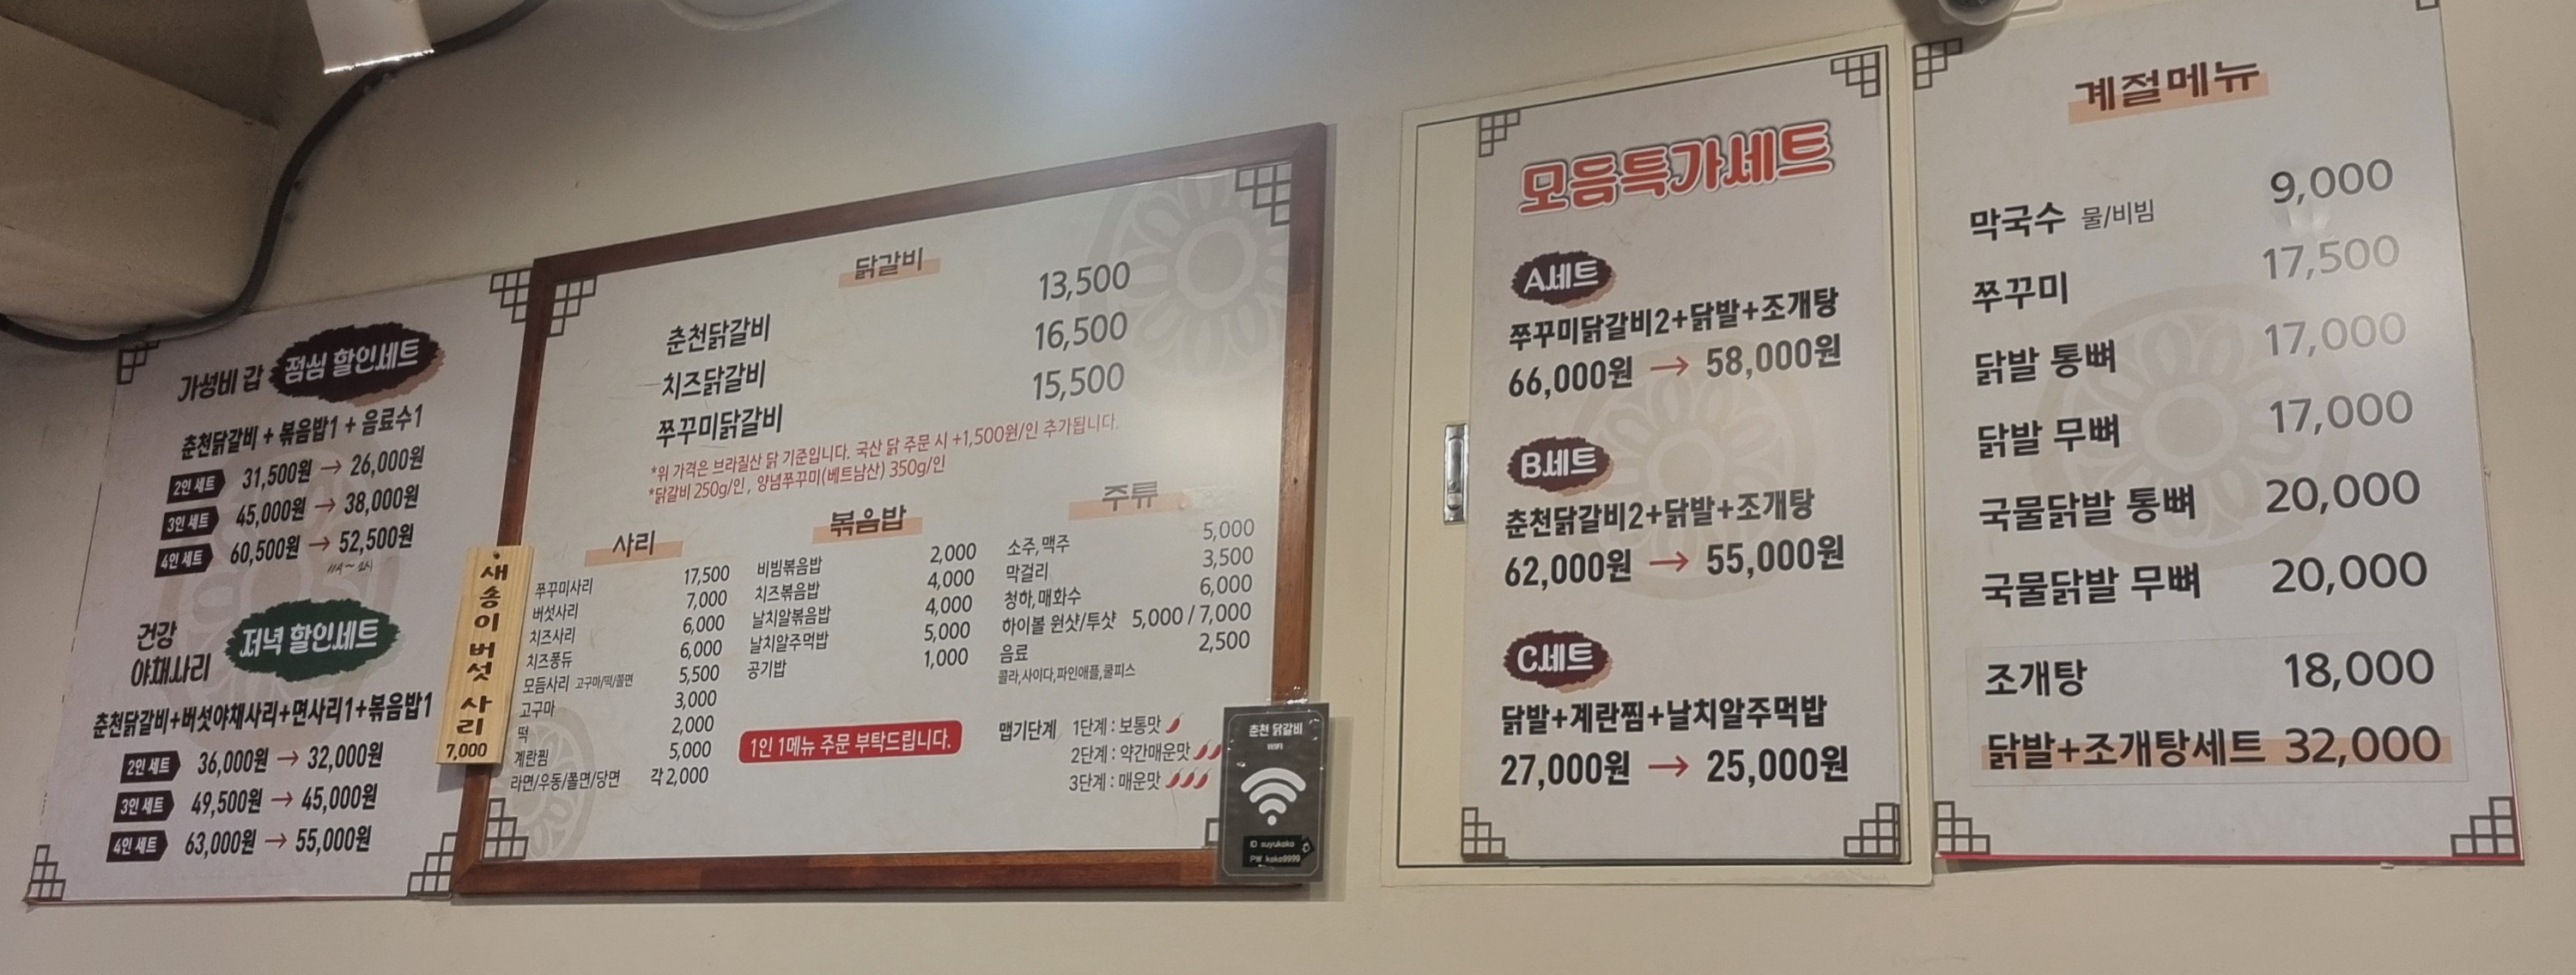 가성비 갑 점심 할인세트
춘천닭갈비 + 볶음밥1 + 음료수1
2인 세트 31,500원 → 26,000원
3인 세트 45,000원 → 38,000원
4인 세트 60,500원 → 52,500원
건강
야채사리
저녁 할인세트
춘천닭갈비+버섯야채사리+면사리1+볶음밥1
2인 세트 36,000원 → 32,000원
3인 세트 49,500원 → 45,000원
4인 세트 63,000원 → 55,000원
새송이버섯 사리
7,000
닭갈비
춘천닭갈비 13,500
치즈닭갈비 16,500
쭈꾸미닭갈비 15,500
*위 가격은 브라질산 닭 기준입니다. 국산 닭 주문 시 +1,500원/인 추가됩니다.
*닭갈비 250g/인, 양념쭈꾸미(베트남산) 350g/인
사리
쭈꾸미사리 17,500
버섯사리 7,000
치즈사리 6,000
치즈퐁듀 6,000
모듬사리 고구마/떡/쫄면 5,500
고구마 3,000
떡 2,000
계란찜 5,000
라면/우동/쫄면/당면 각 2,000
볶음밥
비빔볶음밥 2,000
치즈볶음밥 4,000
날치알볶음밥 4,000
날치알주먹밥 5,000
공기밥 1,000
1인 1메뉴 주문 부탁드립니다.
주류
소주,맥주 5,000
막걸리 3,500
청하,매화수 6,000
하이볼 원샷/투샷 5,000 / 7,000
음료 2,500
콜라,사이다,파인애플,쿨피스
맵기단계 1단계 : 보통맛
2단계 : 약간매운맛
3단계 : 매운맛
춘천 닭갈비
WIFI
ID suyukoko
PW koko9999
모듬특가세트
A세트
쭈꾸미닭갈비2+닭발+조개탕
66,000원 → 58,000원
B세트
춘천닭갈비2+닭발+조개탕
62,000원 → 55,000원
C세트
닭발+계란찜+날치알주먹밥
27,000원 → 25,000원
계절메뉴
막국수 물/비빔 9,000
쭈꾸미 17,500
닭발 통뼈 17,000
닭발 무뼈 17,000
국물닭발 통뼈 20,000
국물닭발 무뼈 20,000
조개탕 18,000
닭발+조개탕세트 32,000